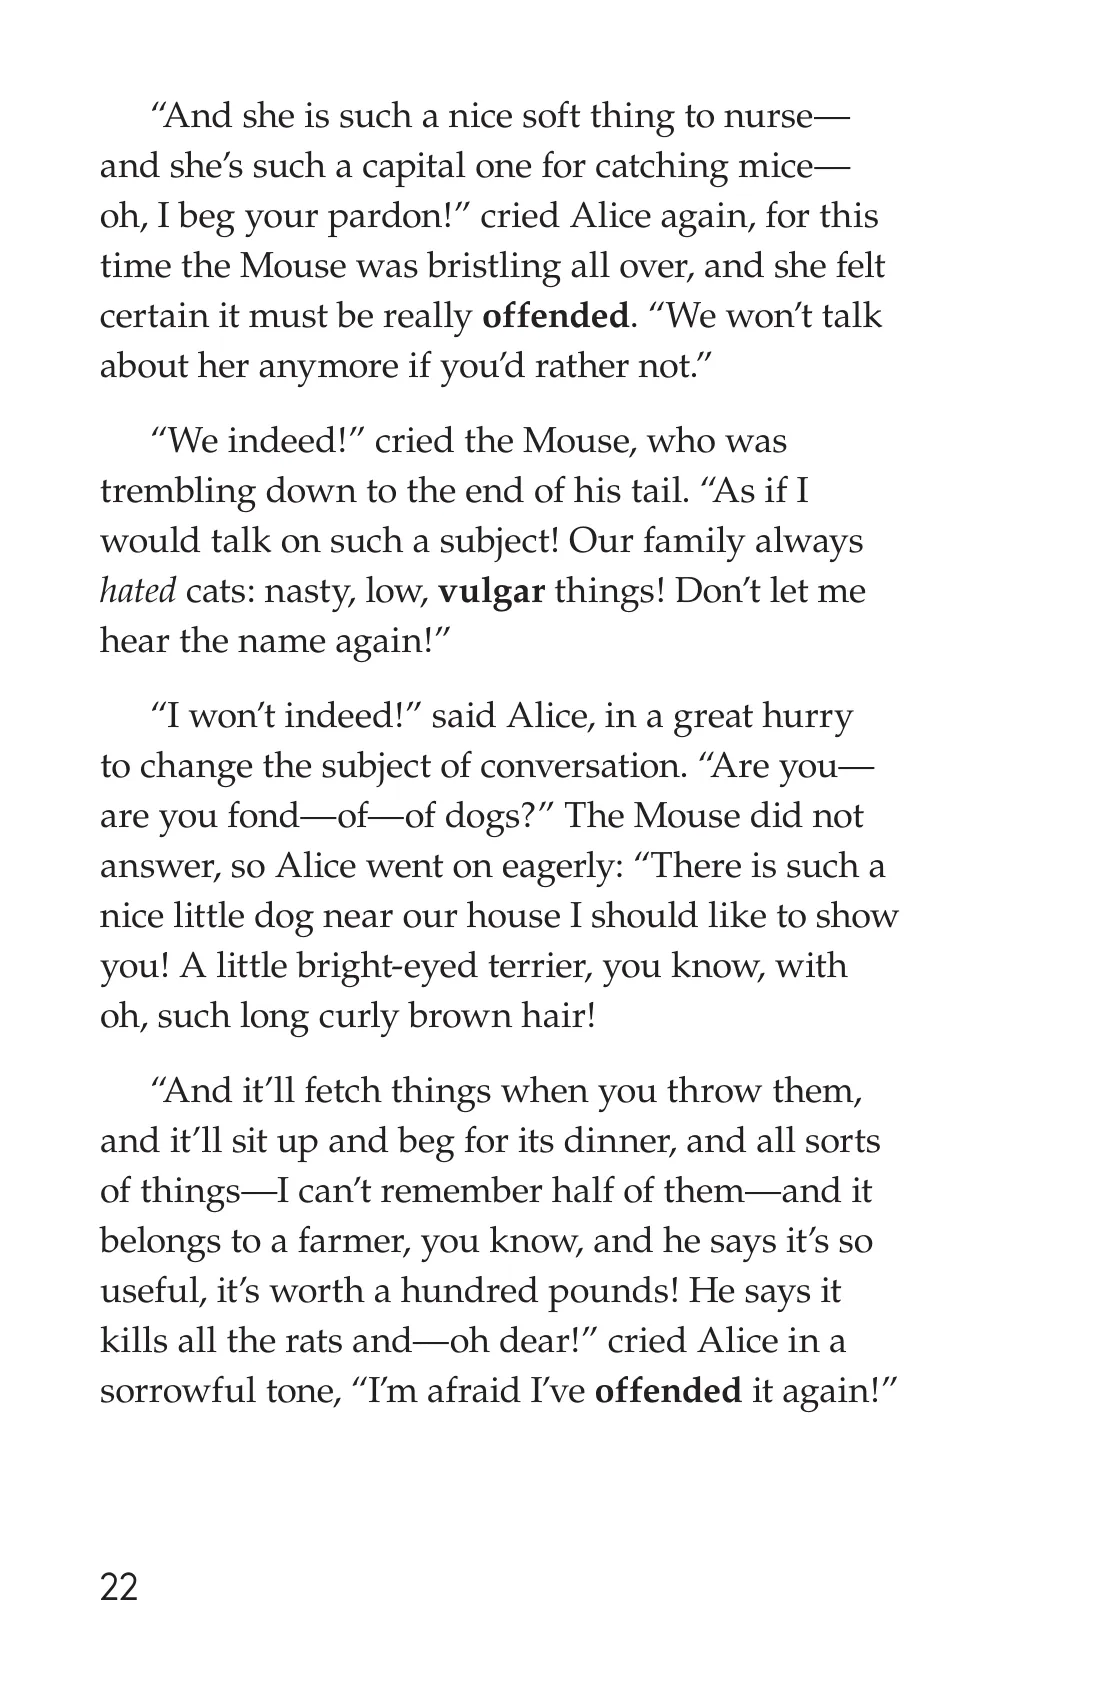 “And she is such a nice soft thing to nurse—
and she’s such a capital one for catching mice—
oh, I beg your pardon!” cried Alice again, for this
time the Mouse was bristling all over, and she felt
certain it must be really offended. “We won’t talk
about her anymore if you’d rather not.”
“We indeed!” cried the Mouse, who was
trembling down to the end of his tail. “As if I
would talk on such a subject! Our family always
hated cats: nasty, low, vulgar things! Don’t let me
hear the name again!”
“I won’t indeed!” said Alice, in a great hurry
to change the subject of conversation. “Are you—
are you fond—of—of dogs?” The Mouse did not
answer, so Alice went on eagerly: “There is such a
nice little dog near our house I should like to show
you! A little bright-eyed terrier, you know, with
oh, such long curly brown hair!
“And it’ll fetch things when you throw them,
and it’ll sit up and beg for its dinner, and all sorts
of things—I can’t remember half of them—and it
belongs to a farmer, you know, and he says it’s so
useful, it’s worth a hundred pounds! He says it
kills all the rats and—oh dear!” cried Alice in a
sorrowful tone, “I’m afraid I’ve offended it again!”
22